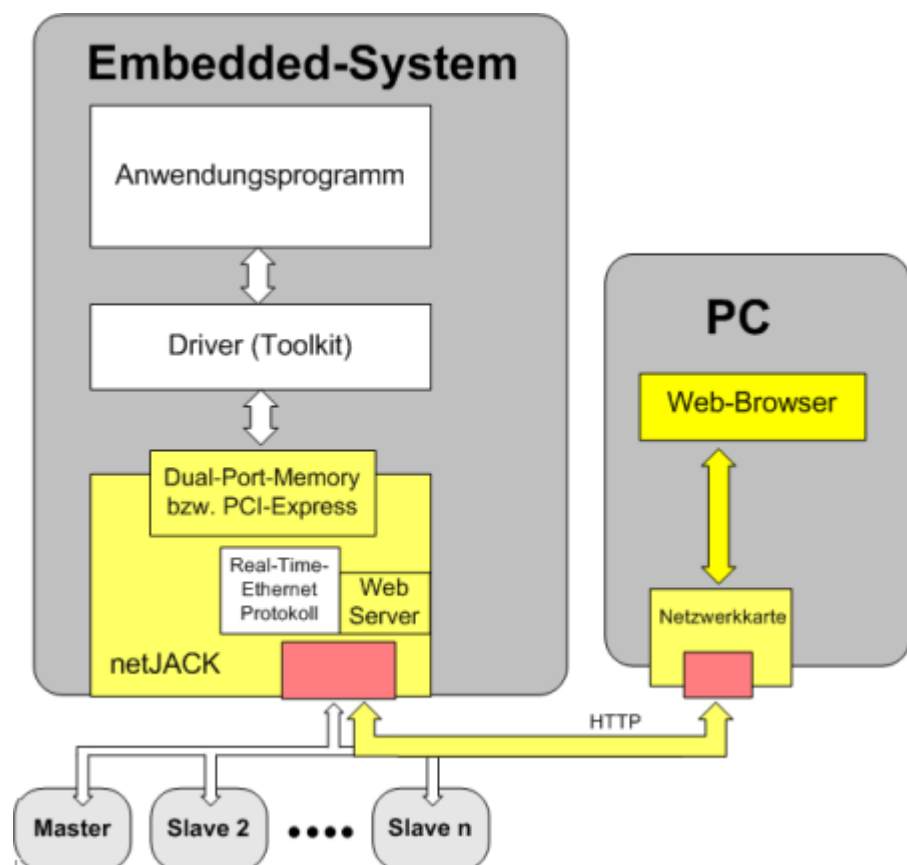 Embedded-System
Anwendungsprogramm
Driver (Toolkit)
Dual-Port-Memory
bzw. PCI-Express
Real-Time-
Ethernet
Protokoll
Web
Server
netJACK
PC
Web-Browser
Netzwerkkarte
HTTP
Master
Slave 2
Slave n